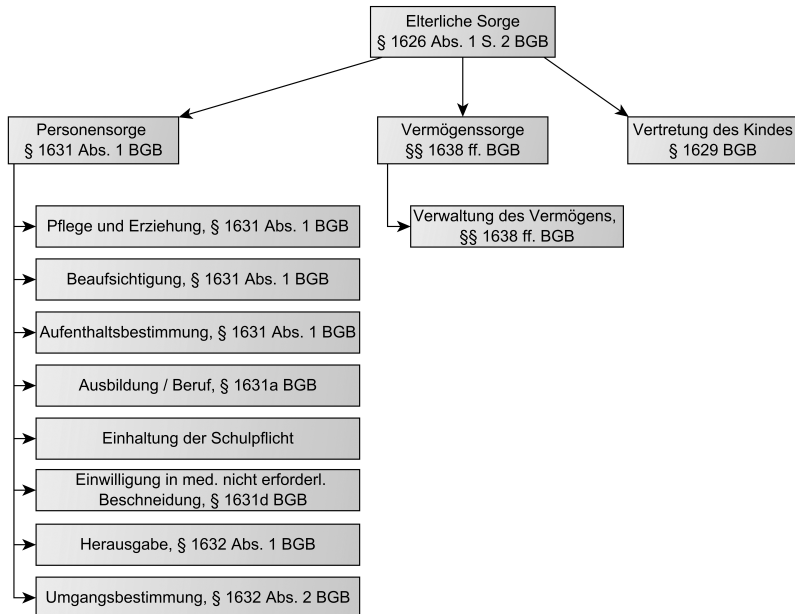 Elterliche Sorge
§ 1626 Abs. 1 S. 2 BGB
Personensorge
§ 1631 Abs. 1 BGB
Vermögenssorge
§§ 1638 ff. BGB
Vertretung des Kindes
§ 1629 BGB
Pflege und Erziehung, § 1631 Abs. 1 BGB
Verwaltung des Vermögens,
§§ 1638 ff. BGB
Beaufsichtigung, § 1631 Abs. 1 BGB
Aufenthaltsbestimmung, § 1631 Abs. 1 BGB
Ausbildung / Beruf, § 1631a BGB
Einhaltung der Schulpflicht
Einwilligung in med. nicht erforderl.
Beschneidung, § 1631d BGB
Herausgabe, § 1632 Abs. 1 BGB
Umgangsbestimmung, § 1632 Abs. 2 BGB